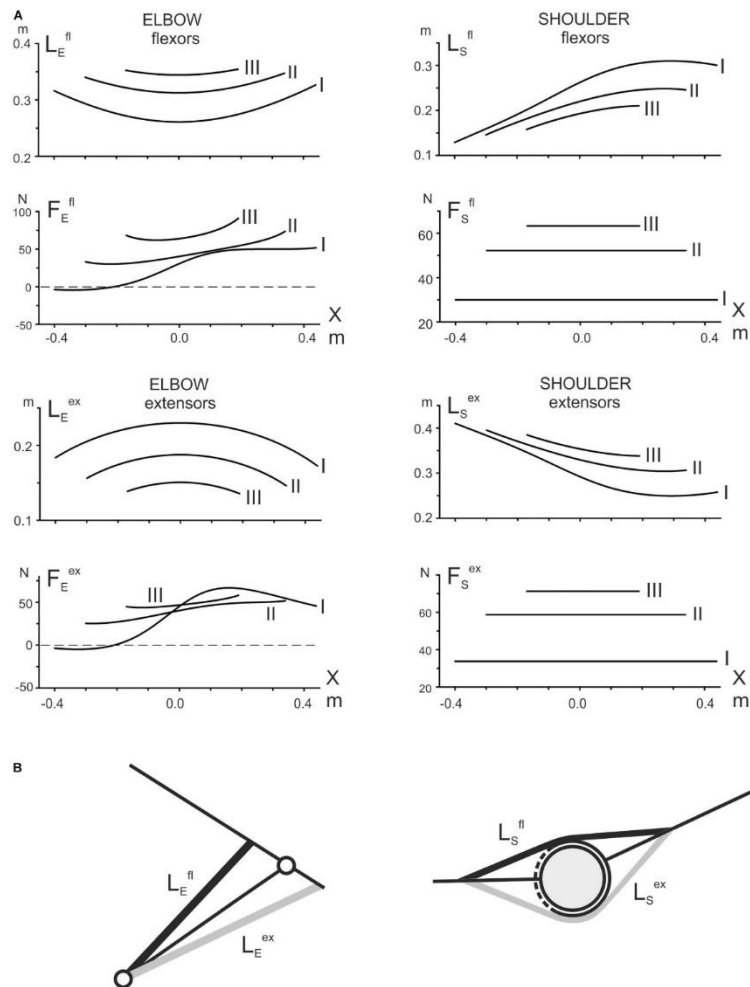 A
ELBOW
flexors
m
L_E^fl
0.4
0.3
0.2
III
II
I
N
F_E^fl
100
50
0
-50
III
II
I
-0.4
0.0
0.4
X
m
SHOULDER
flexors
m
L_S^fl
0.3
0.2
0.1
I
II
III
N
F_S^fl
60
40
20
III
II
I
-0.4
0.0
0.4
X
m
ELBOW
extensors
m
L_E^ex
0.2
0.1
I
II
III
N
F_E^ex
50
0
-50
III
II
I
-0.4
0.0
0.4
X
m
SHOULDER
extensors
m
L_S^ex
0.4
0.3
0.2
III
II
I
N
F_S^ex
80
60
40
20
III
II
I
-0.4
0.0
0.4
X
m
B
L_E^fl
L_E^ex
L_S^fl
L_S^ex